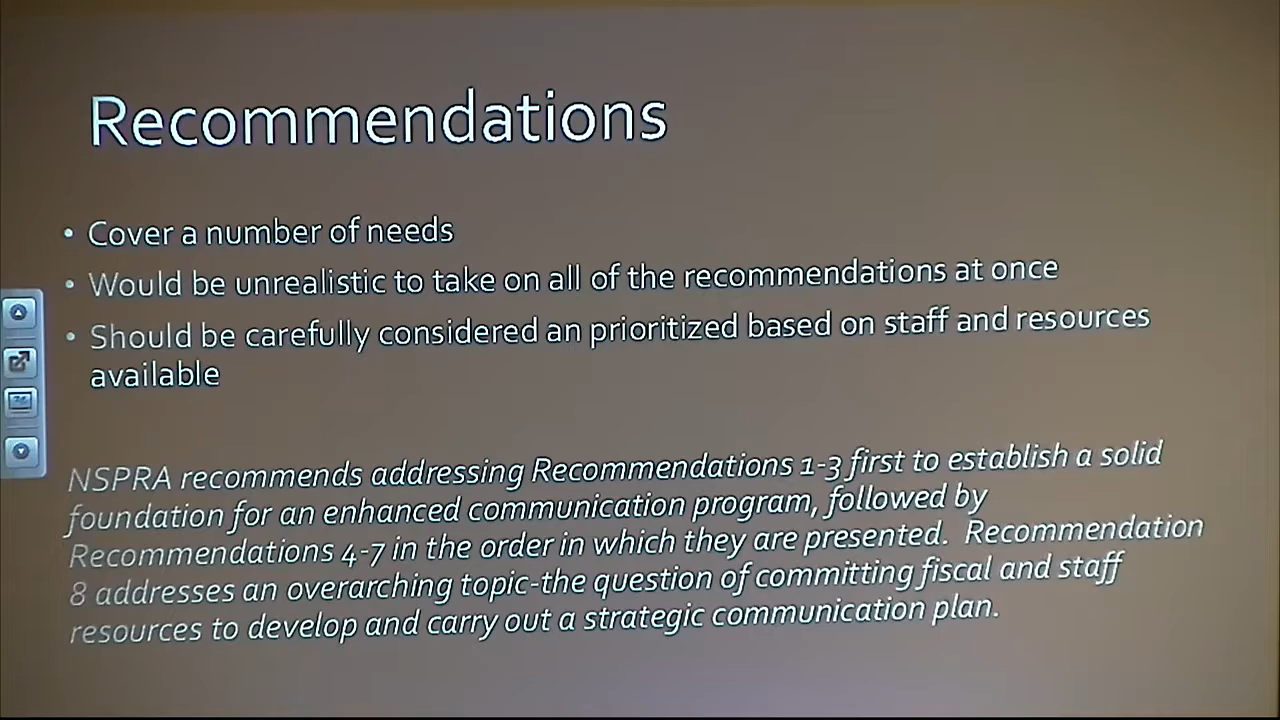 Recommendations
• Cover a number of needs
• Would be unrealistic to take on all of the recommendations at once
• Should be carefully considered an prioritized based on staff and resources
available
NSPRA recommends addressing Recommendations 1-3 first to establish a solid
foundation for an enhanced communication program, followed by
Recommendations 4-7 in the order in which they are presented. Recommendation
8 addresses an overarching topic-the question of committing fiscal and staff
resources to develop and carry out a strategic communication plan.